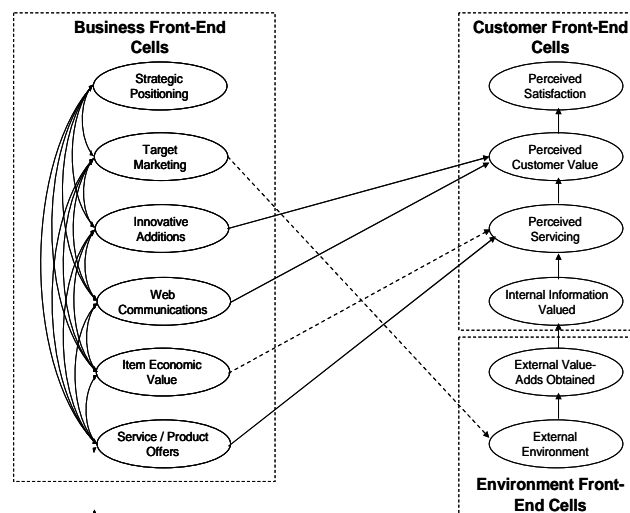 Business Front-End
Cells
Strategic
Positioning
Target
Marketing
Innovative
Additions
Web
Communications
Item Economic
Value
Service / Product
Offers
Customer Front-End
Cells
Perceived
Satisfaction
Perceived
Customer Value
Perceived
Servicing
Internal Information
Valued
External Value-
Adds Obtained
External
Environment
Environment Front-
End Cells